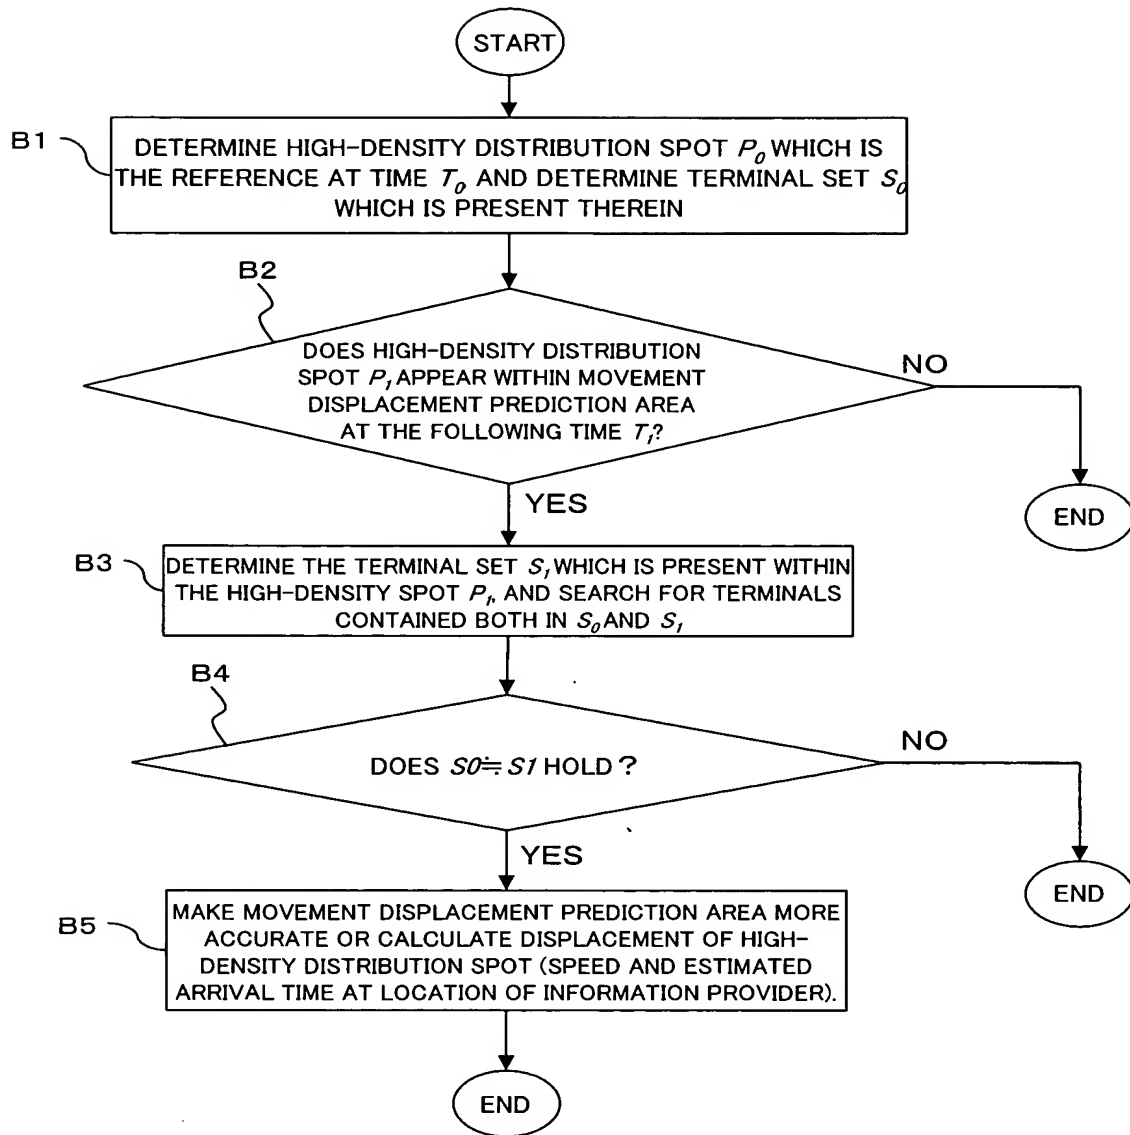 START
B1
DETERMINE HIGH-DENSITY DISTRIBUTION SPOT P₀ WHICH IS
THE REFERENCE AT TIME T₀ AND DETERMINE TERMINAL SET S₀
WHICH IS PRESENT THEREIN
B2
DOES HIGH-DENSITY DISTRIBUTION
SPOT P₁ APPEAR WITHIN MOVEMENT
DISPLACEMENT PREDICTION AREA
AT THE FOLLOWING TIME T₁?
NO
END
YES
B3
DETERMINE THE TERMINAL SET S₁ WHICH IS PRESENT WITHIN
THE HIGH-DENSITY SPOT P₁, AND SEARCH FOR TERMINALS
CONTAINED BOTH IN S₀ AND S₁
B4
DOES S0≒S1 HOLD?
NO
END
YES
B5
MAKE MOVEMENT DISPLACEMENT PREDICTION AREA MORE
ACCURATE OR CALCULATE DISPLACEMENT OF HIGH-
DENSITY DISTRIBUTION SPOT (SPEED AND ESTIMATED
ARRIVAL TIME AT LOCATION OF INFORMATION PROVIDER).
END